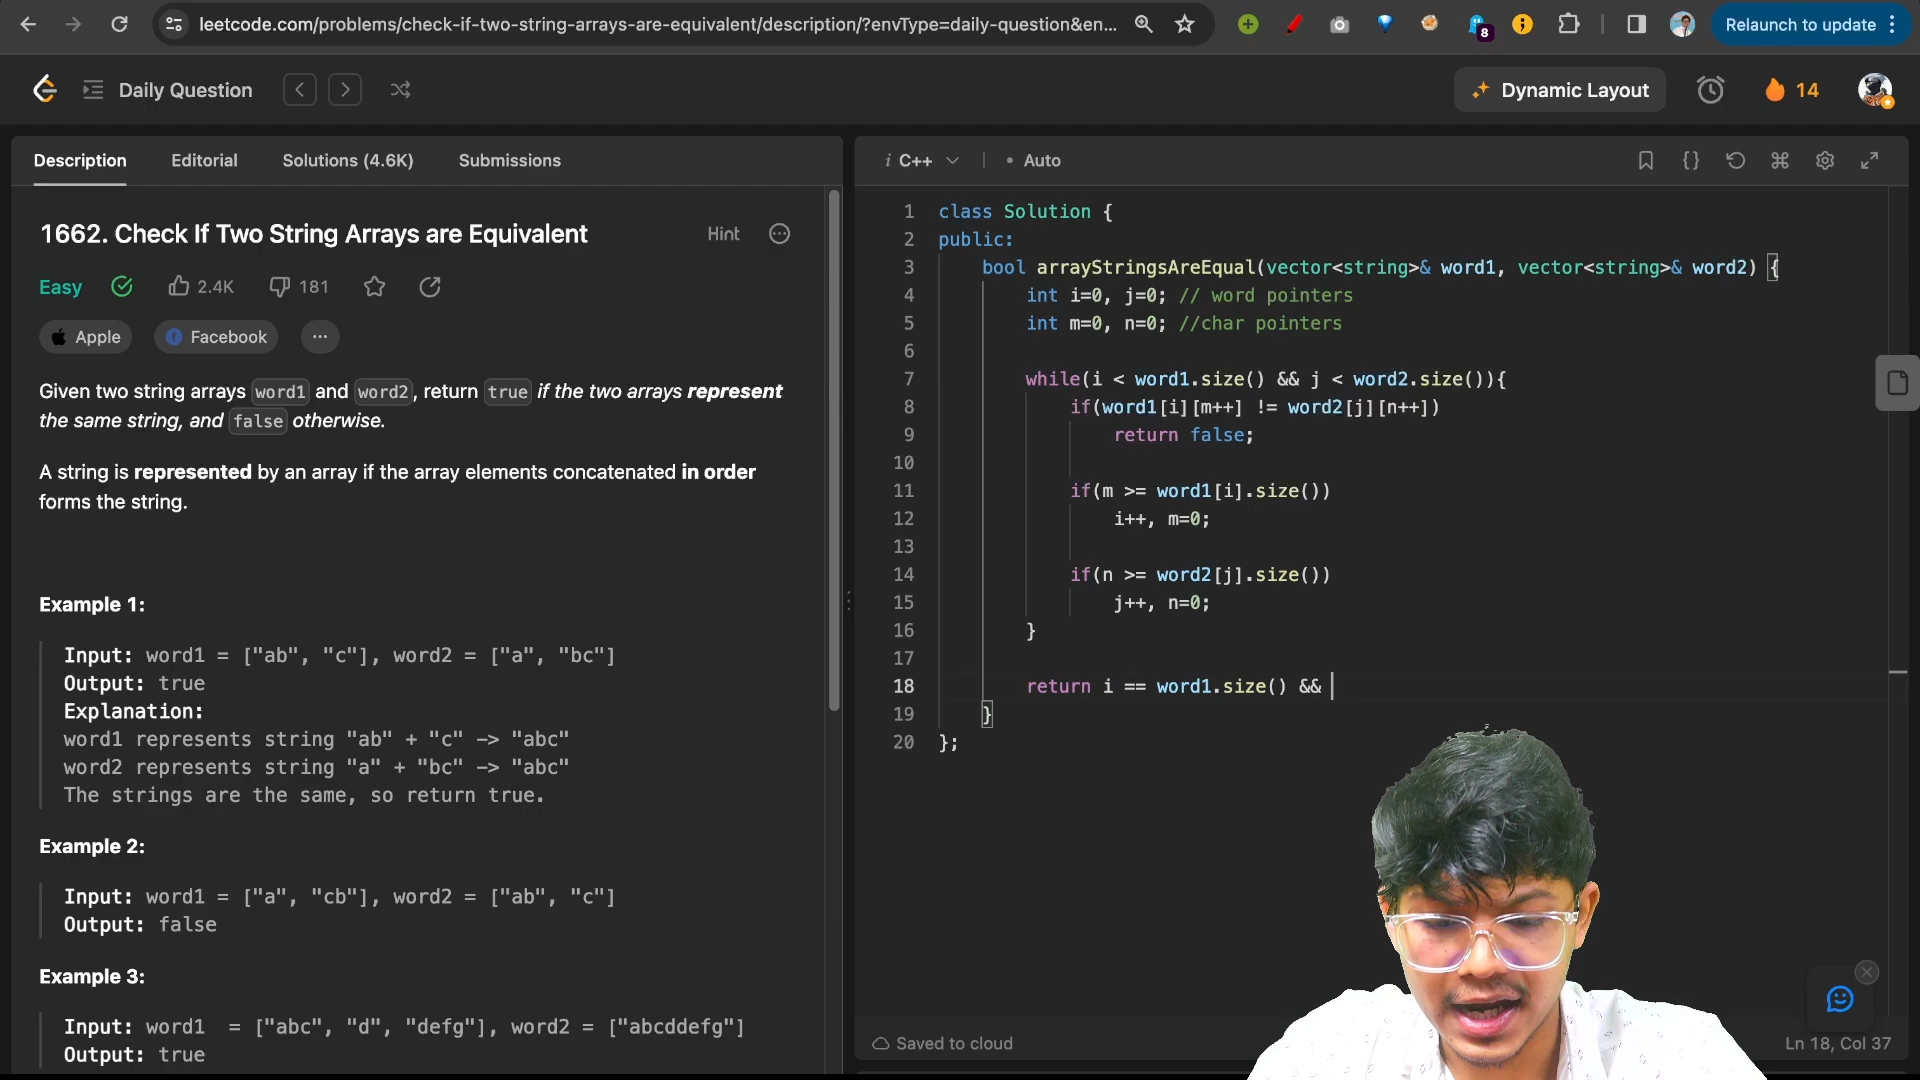 leetcode.com/problems/check-if-two-string-arrays-are-equivalent/description/?envType=daily-question&en...
8
Relaunch to update
Daily Question
Dynamic Layout
14
Description
Editorial
Solutions (4.6K)
Submissions
1662. Check If Two String Arrays are Equivalent
Hint
Easy
2.4K
181
Apple
Facebook
Given two string arrays word1 and word2, return true if the two arrays represent
the same string, and false otherwise.
A string is represented by an array if the array elements concatenated in order
forms the string.
Example 1:
Input: word1 = ["ab", "c"], word2 = ["a", "bc"]
Output: true
Explanation:
word1 represents string "ab" + "c" -> "abc"
word2 represents string "a" + "bc" -> "abc"
The strings are the same, so return true.
Example 2:
Input: word1 = ["a", "cb"], word2 = ["ab", "c"]
Output: false
Example 3:
Input: word1  = ["abc", "d", "defg"], word2 = ["abcddefg"]
Output: true
i C++
Auto
1 class Solution {
2 public:
3     bool arrayStringsAreEqual(vector<string>& word1, vector<string>& word2) {
4         int i=0, j=0; // word pointers
5         int m=0, n=0; //char pointers
6
7         while(i < word1.size() && j < word2.size()){
8             if(word1[i][m++] != word2[j][n++])
9                 return false;
10
11             if(m >= word1[i].size())
12                 i++, m=0;
13
14             if(n >= word2[j].size())
15                 j++, n=0;
16         }
17
18         return i == word1.size() &&
19     }
20 };
Saved to cloud
Ln 18, Col 37